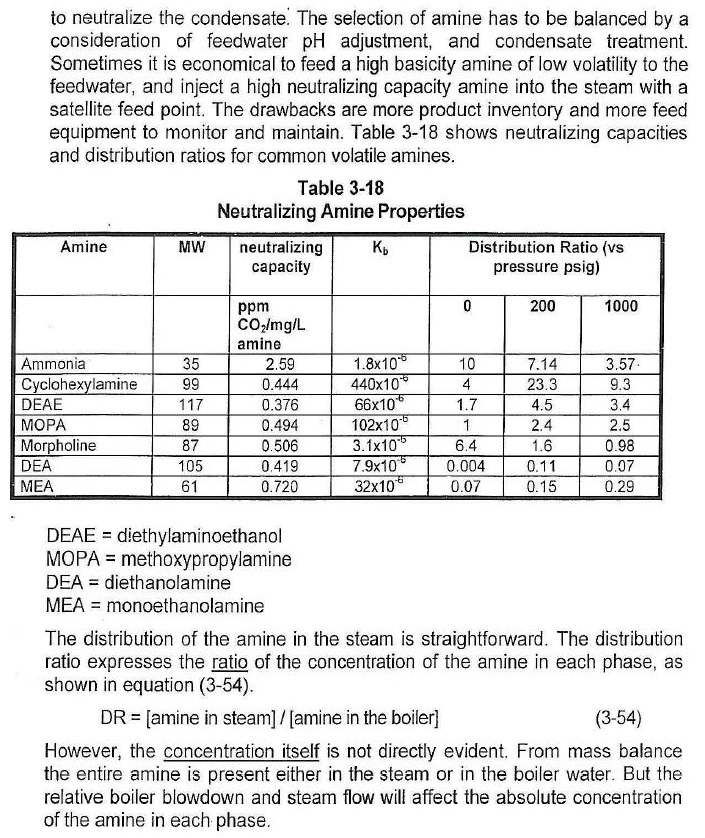 to neutralize the condensate. The selection of amine has to be balanced by a
consideration of feedwater pH adjustment, and condensate treatment.
Sometimes it is economical to feed a high basicity amine of low volatility to the
feedwater, and inject a high neutralizing capacity amine into the steam with a
satellite feed point. The drawbacks are more product inventory and more feed
equipment to monitor and maintain. Table 3-18 shows neutralizing capacities
and distribution ratios for common volatile amines.
Table 3-18
Neutralizing Amine Properties
Amine MW neutralizing capacity K_b Distribution Ratio (vs pressure psig)
ppm CO₂/mg/L amine 0 200 1000
Ammonia 35 2.59 1.8x10⁻⁶ 10 7.14 3.57
Cyclohexylamine 99 0.444 440x10⁻⁶ 4 23.3 9.3
DEAE 117 0.376 66x10⁻⁶ 1.7 4.5 3.4
MOPA 89 0.494 102x10⁻⁶ 1 2.4 2.5
Morpholine 87 0.506 3.1x10⁻⁶ 6.4 1.6 0.98
DEA 105 0.419 7.9x10⁻⁶ 0.004 0.11 0.07
MEA 61 0.720 32x10⁻⁶ 0.07 0.15 0.29
DEAE = diethylaminoethanol
MOPA = methoxypropylamine
DEA = diethanolamine
MEA = monoethanolamine
The distribution of the amine in the steam is straightforward. The distribution
ratio expresses the ratio of the concentration of the amine in each phase, as
shown in equation (3-54).
DR = [amine in steam] / [amine in the boiler] (3-54)
However, the concentration itself is not directly evident. From mass balance
the entire amine is present either in the steam or in the boiler water. But the
relative boiler blowdown and steam flow will affect the absolute concentration
of the amine in each phase.